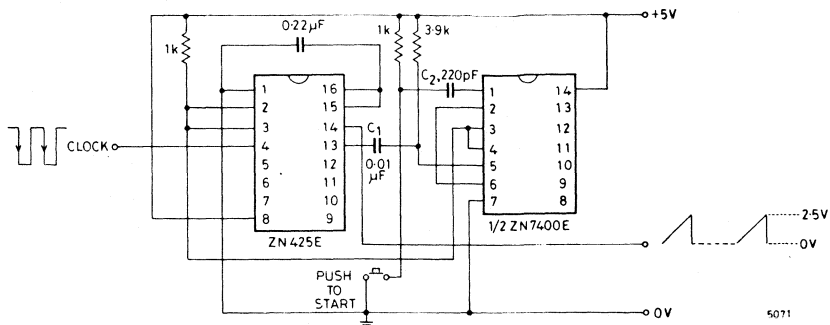 +5V
0·22µF
1k
1k
3·9k
C2, 220pF
1
2
3
4
5
6
7
8
16
15
14
13
12
11
10
9
ZN425E
CLOCK
C1
0·01
µF
1
2
3
4
5
6
7
14
13
12
11
10
9
8
1/2 ZN7400E
2·5V
0V
PUSH
TO
START
0V
5071